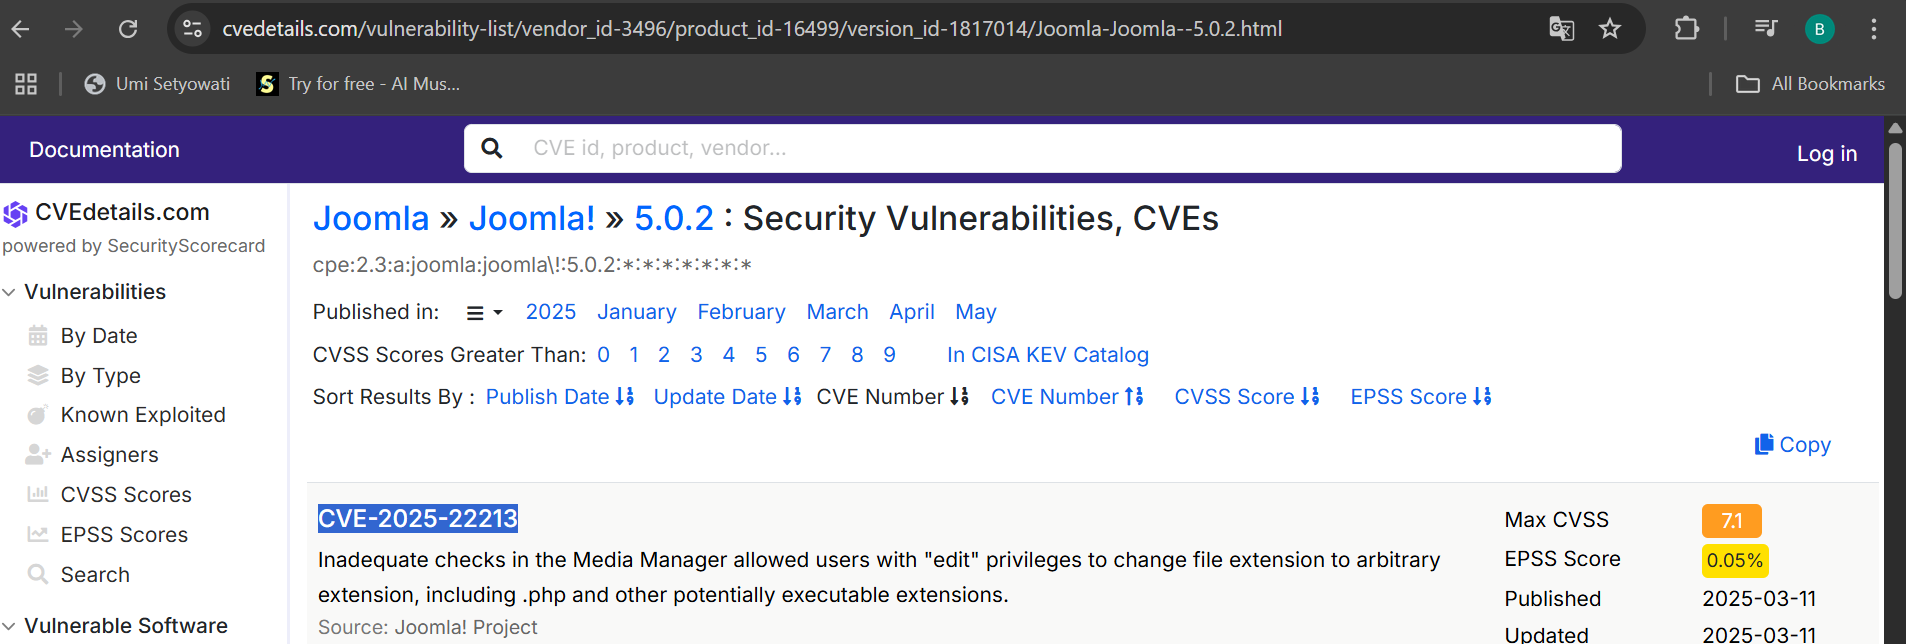 cvedetails.com/vulnerability-list/vendor_id-3496/product_id-16499/version_id-1817014/Joomla-Joomla--5.0.2.html
B
Umi Setyowati
Try for free - AI Mus...
All Bookmarks
Documentation
CVE id, product, vendor...
Log in
CVEdetails.com
powered by SecurityScorecard
Vulnerabilities
By Date
By Type
Known Exploited
Assigners
CVSS Scores
EPSS Scores
Search
Vulnerable Software
Joomla » Joomla! » 5.0.2 : Security Vulnerabilities, CVEs
cpe:2.3:a:joomla:joomla\!:5.0.2:*:*:*:*:*:*:*
Published in: 2025 January February March April May
CVSS Scores Greater Than: 0 1 2 3 4 5 6 7 8 9 In CISA KEV Catalog
Sort Results By : Publish Date Update Date CVE Number CVE Number CVSS Score EPSS Score
Copy
CVE-2025-22213
Inadequate checks in the Media Manager allowed users with "edit" privileges to change file extension to arbitrary
extension, including .php and other potentially executable extensions.
Source: Joomla! Project
Max CVSS 7.1
EPSS Score 0.05%
Published 2025-03-11
Updated 2025-03-11